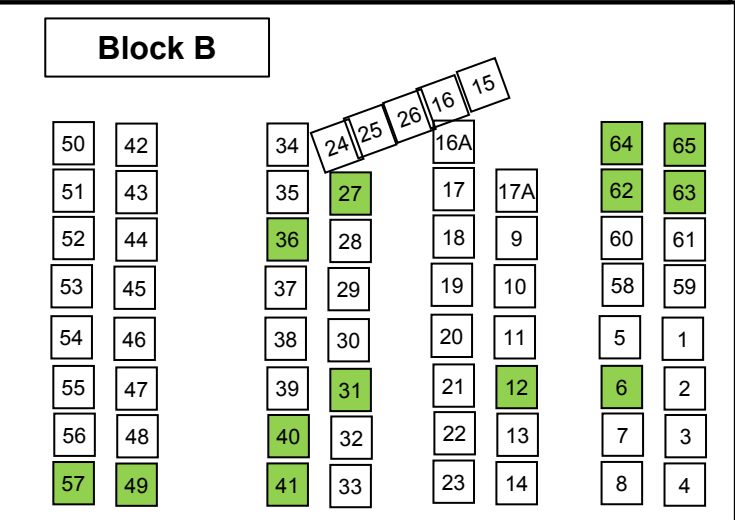 Block B
24 25 26 16 15
50 42 34 16A 64 65
51 43 35 27 17 17A 62 63
52 44 36 28 18 9 60 61
53 45 37 29 19 10 58 59
54 46 38 30 20 11 5 1
55 47 39 31 21 12 6 2
56 48 40 32 22 13 7 3
57 49 41 33 23 14 8 4